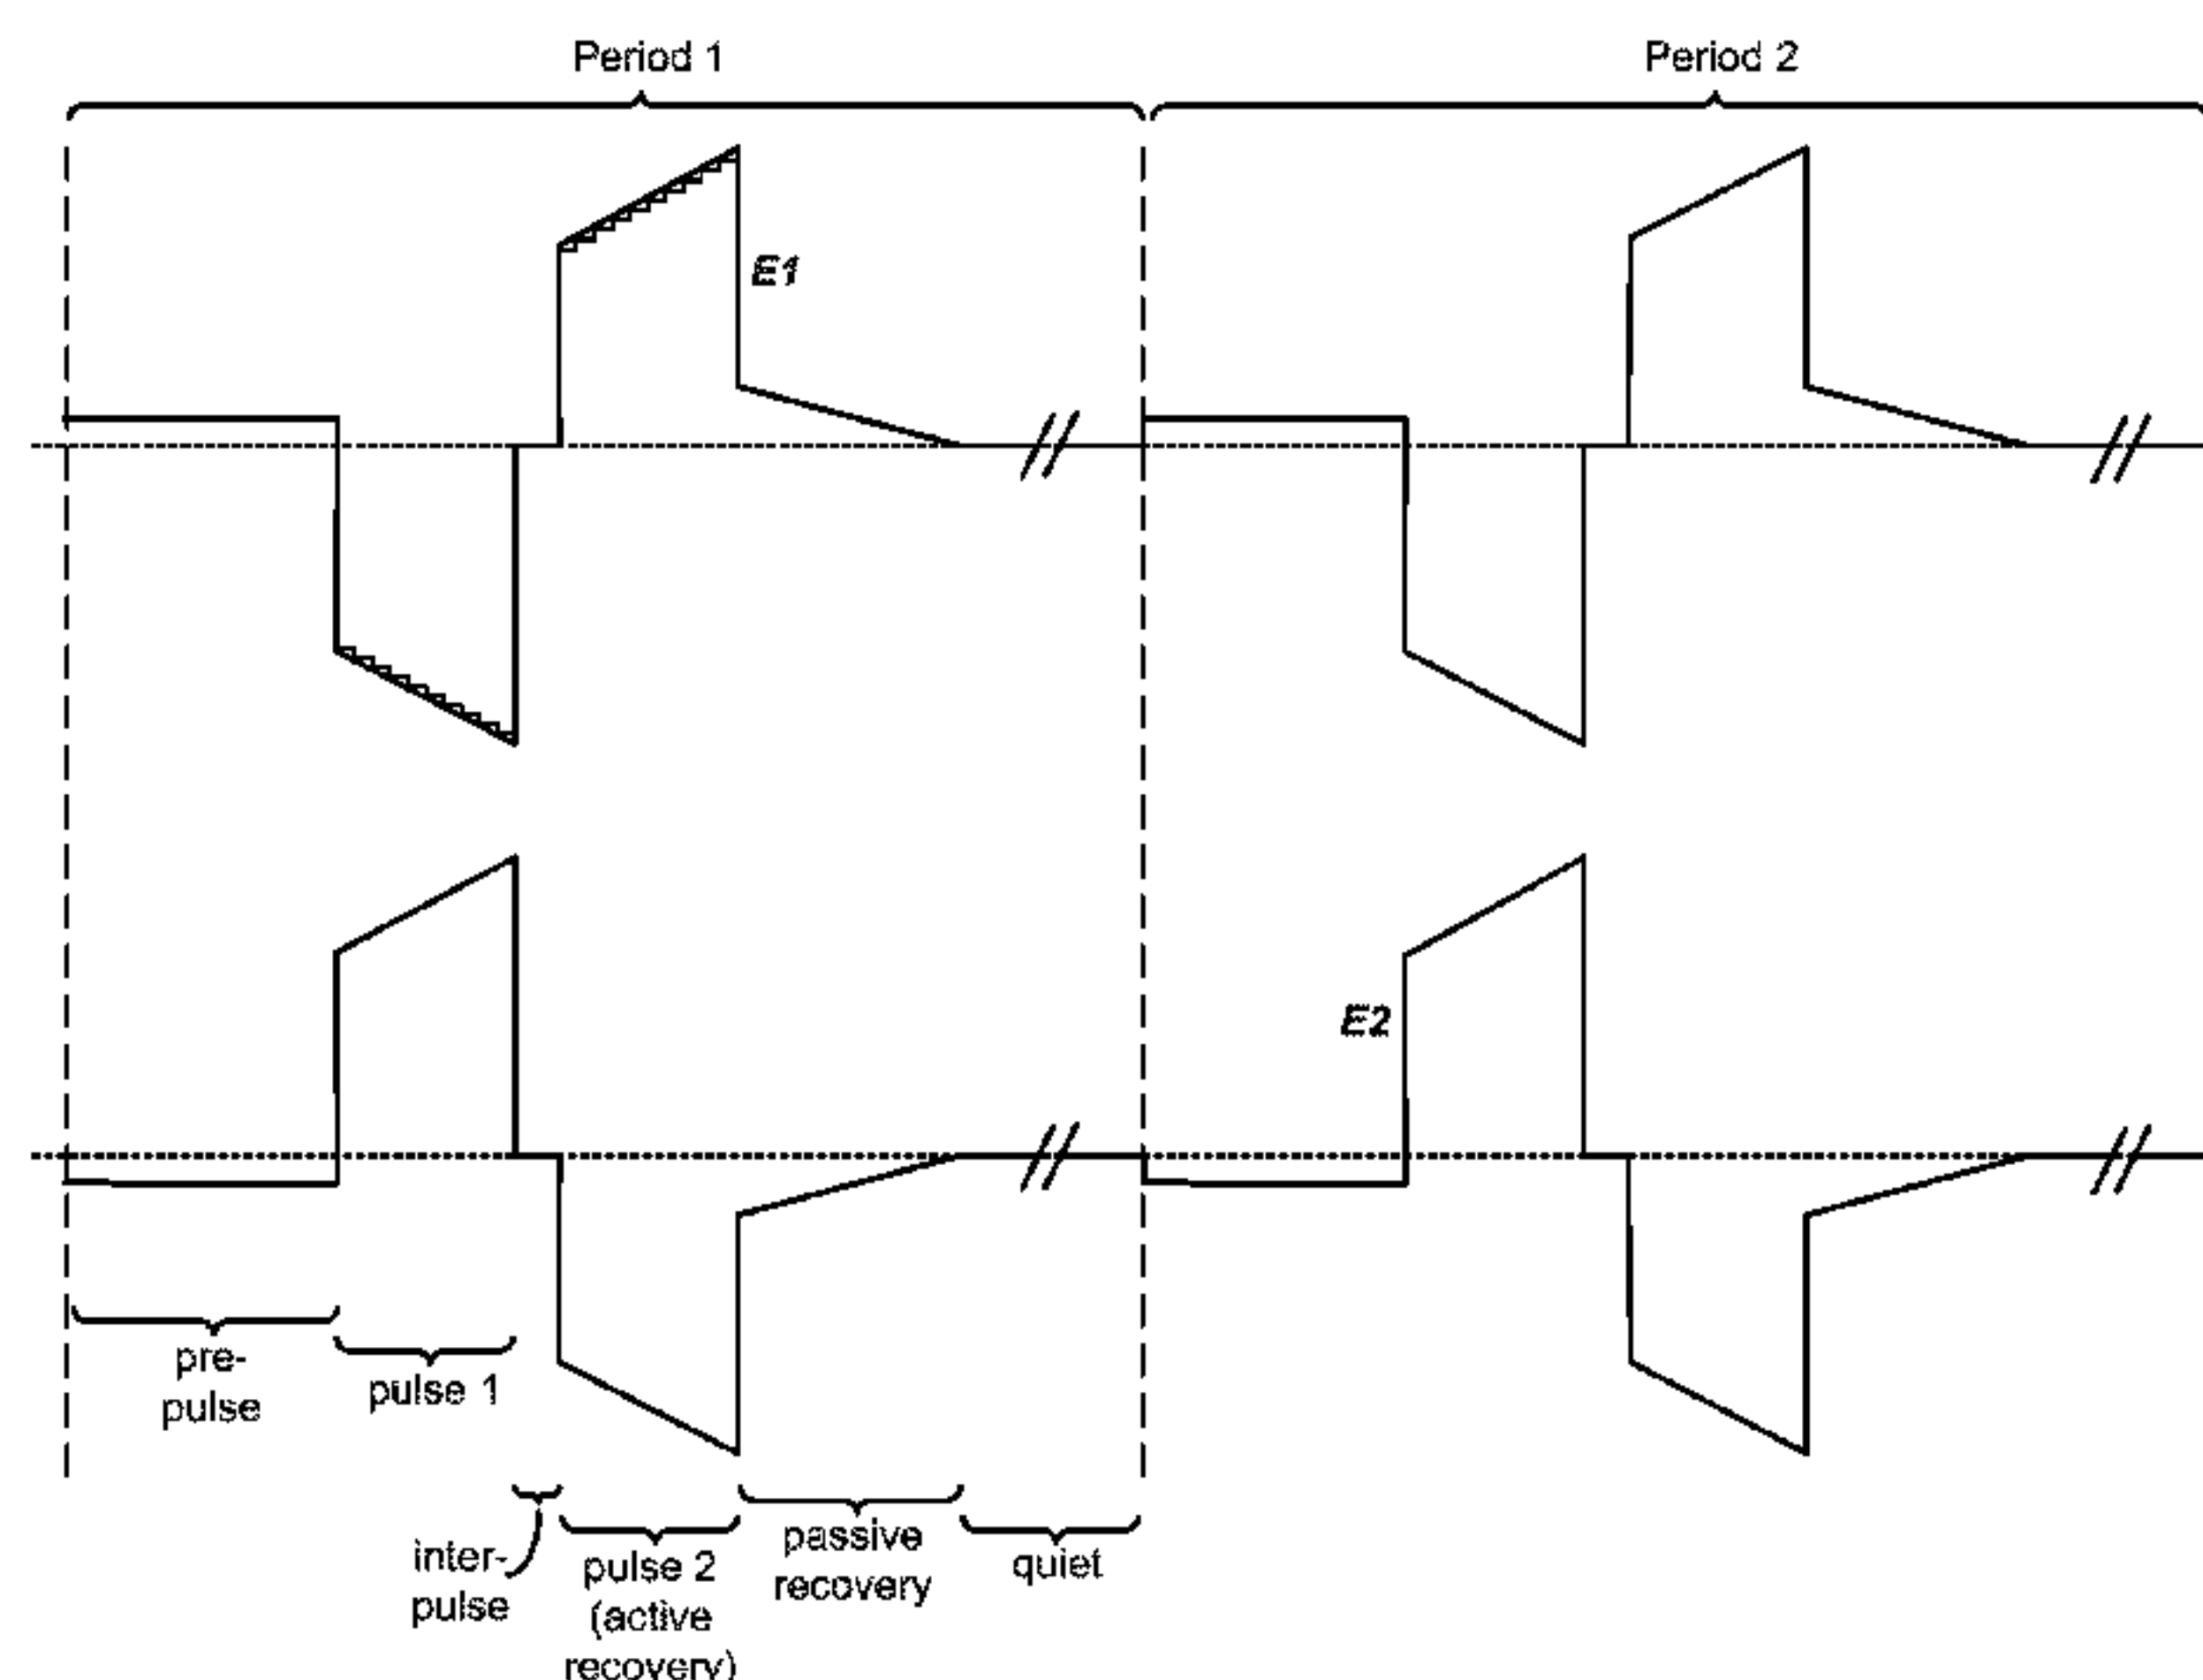 Period 1
Period 2
E1
E2
pre-
pulse
pulse 1
inter-
pulse
pulse 2
(active
recovery)
passive
recovery
quiet